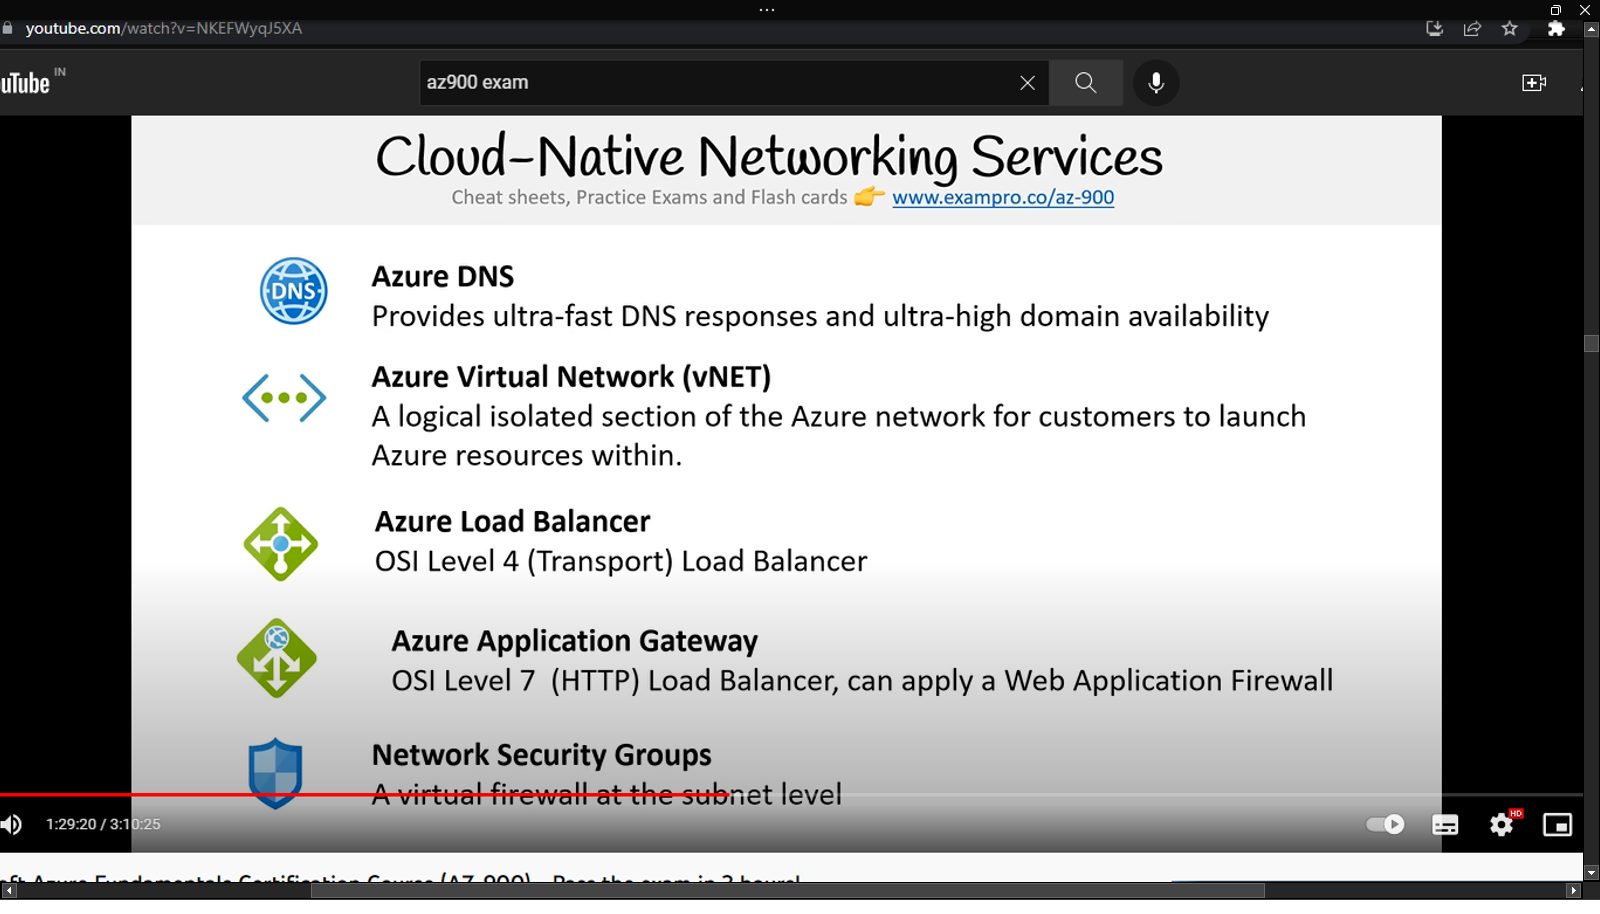 youtube.com/watch?v=NKEFWyqJ5XA
uTube IN
az900 exam
Cloud-Native Networking Services
Cheat sheets, Practice Exams and Flash cards 👉 www.exampro.co/az-900
DNS
Azure DNS
Provides ultra-fast DNS responses and ultra-high domain availability
Azure Virtual Network (vNET)
A logical isolated section of the Azure network for customers to launch
Azure resources within.
Azure Load Balancer
OSI Level 4 (Transport) Load Balancer
Azure Application Gateway
OSI Level 7 (HTTP) Load Balancer, can apply a Web Application Firewall
Network Security Groups
A virtual firewall at the subnet level
1:29:20 / 3:10:25
HD
oft Azure Fundamentals Certification Course (AZ-900) - Pass the exam in 3 hours!